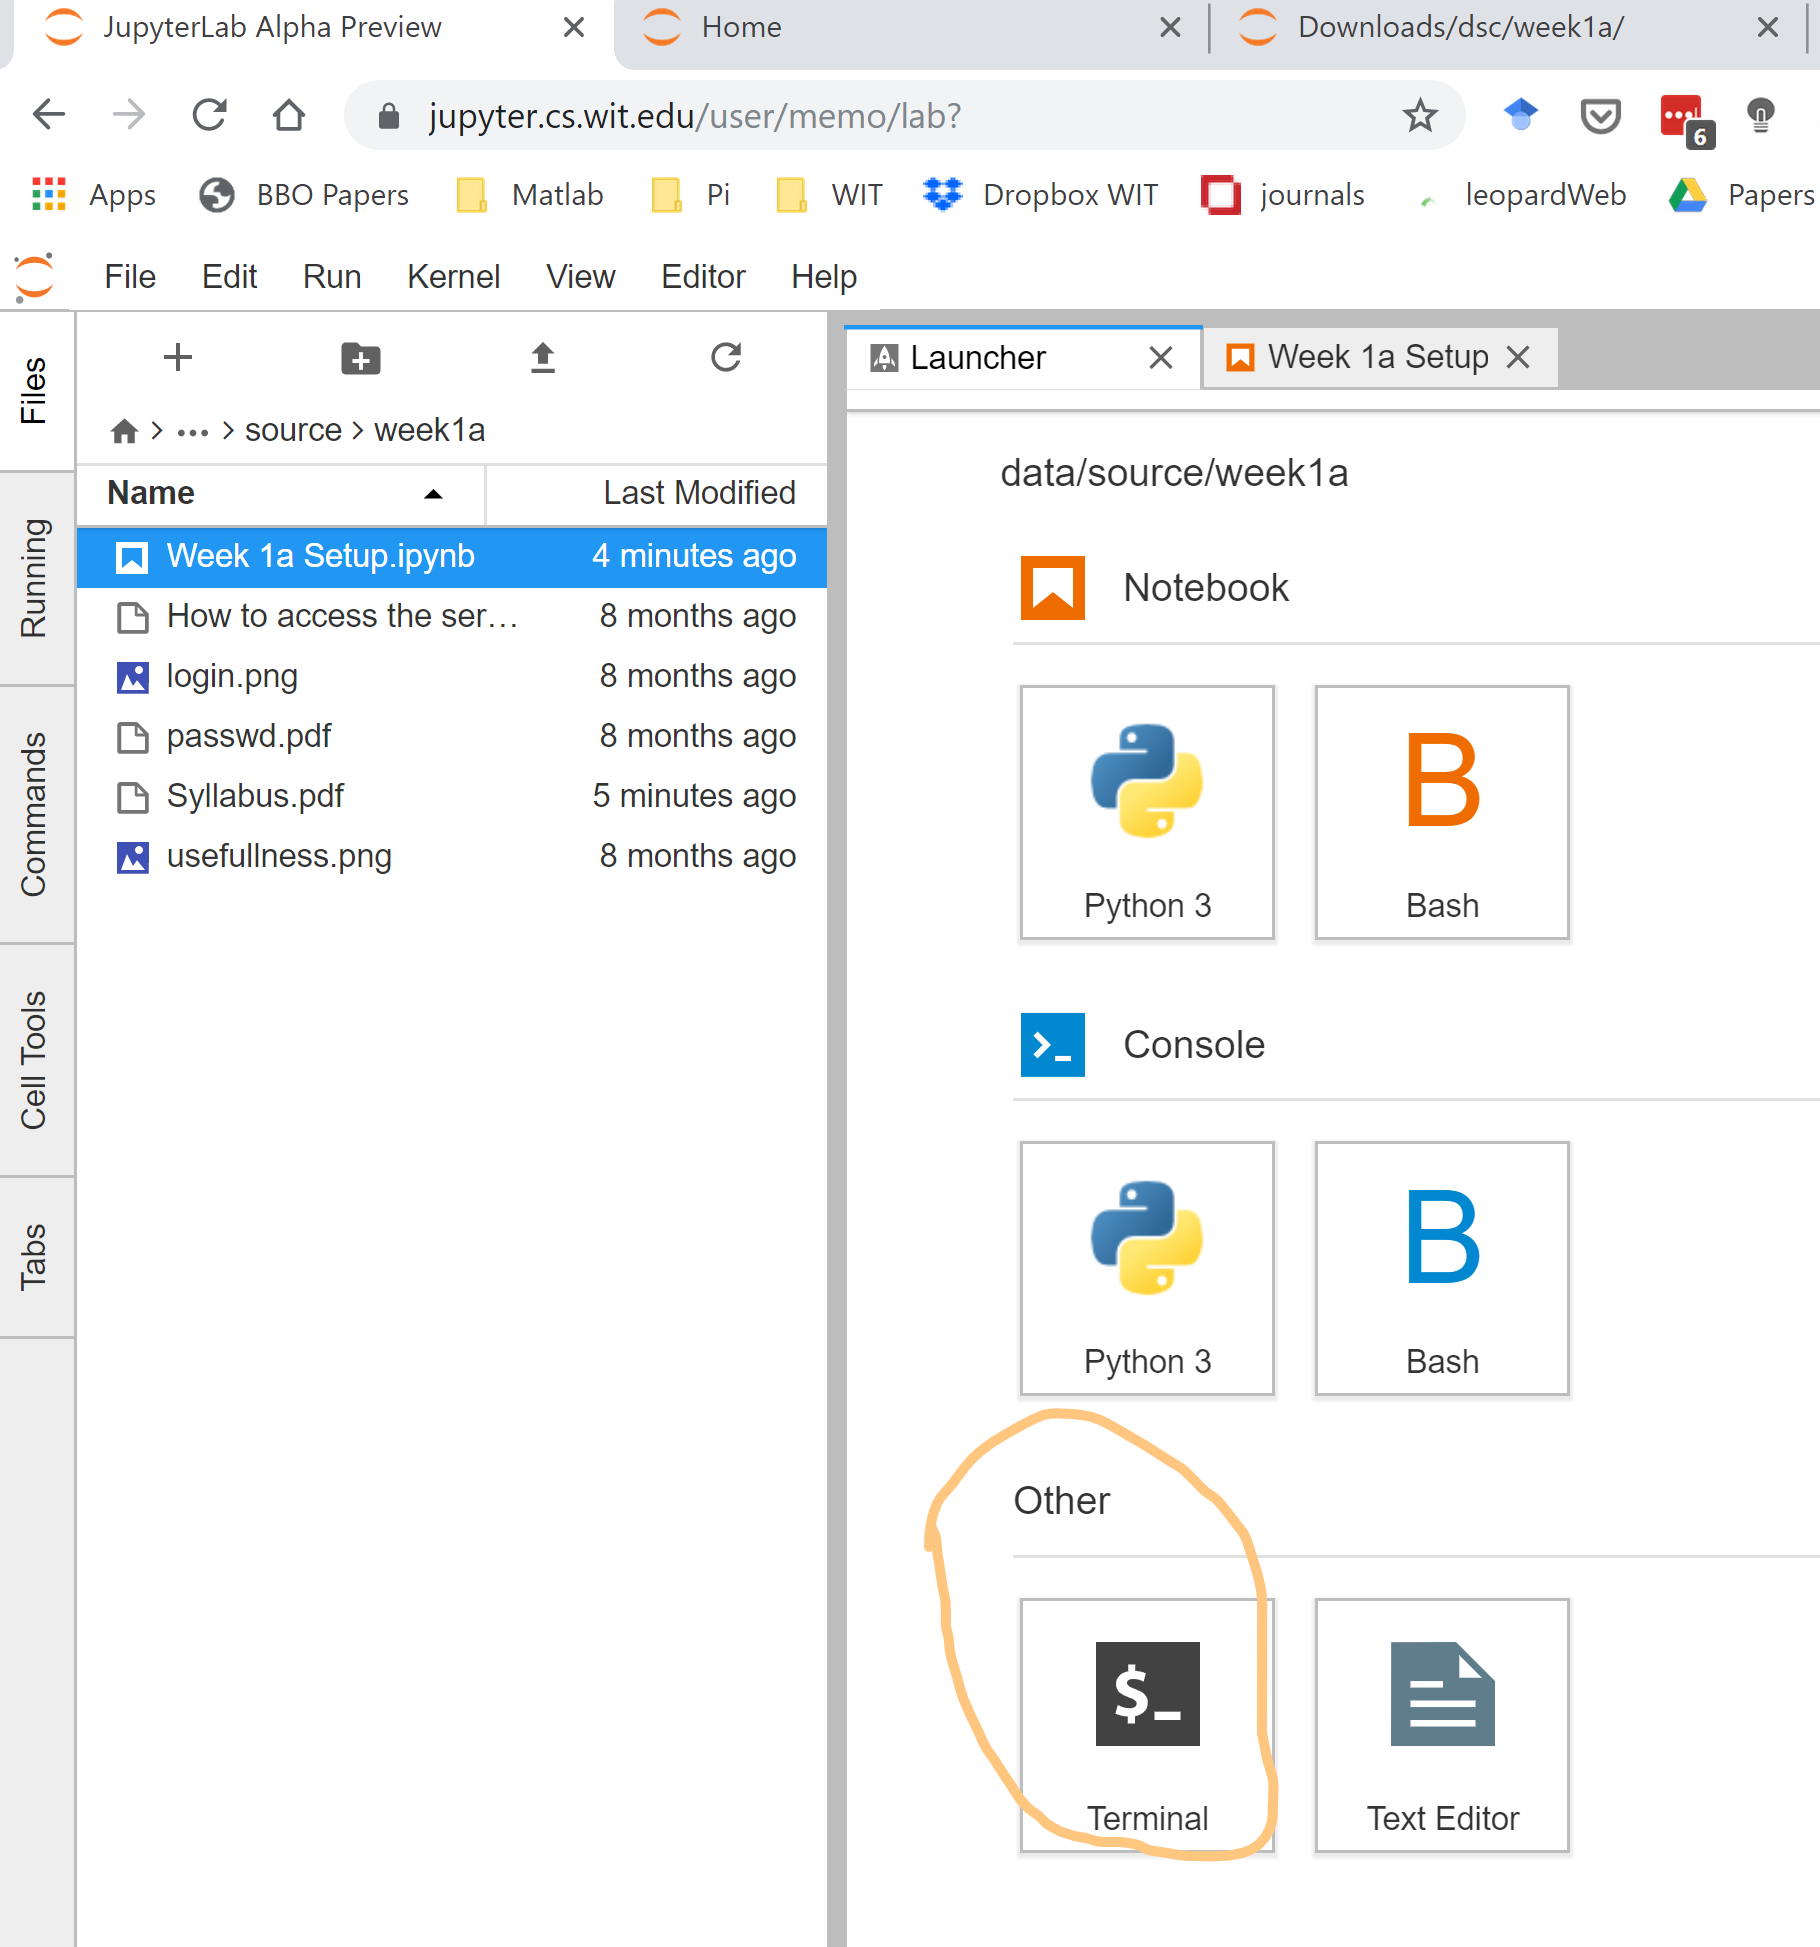 JupyterLab Alpha Preview
Home
Downloads/dsc/week1a/
jupyter.cs.wit.edu/user/memo/lab?
6
Apps BBO Papers Matlab Pi WIT Dropbox WIT journals leopardWeb Papers
File Edit Run Kernel View Editor Help
Files
Running
Commands
Cell Tools
Tabs
... > source > week1a
Name Last Modified
Week 1a Setup.ipynb 4 minutes ago
How to access the ser... 8 months ago
login.png 8 months ago
passwd.pdf 8 months ago
Syllabus.pdf 5 minutes ago
usefullness.png 8 months ago
Launcher
Week 1a Setup
data/source/week1a
Notebook
Python 3
B
Bash
Console
Python 3
B
Bash
Other
$_
Terminal
Text Editor